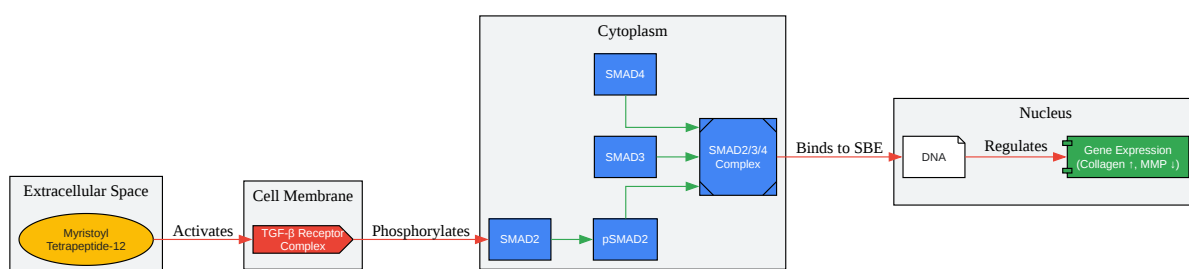 Extracellular Space
Myristoyl
Tetrapeptide-12
Activates
Cell Membrane
TGF-β Receptor
Complex
Phosphorylates
Cytoplasm
SMAD4
SMAD3
SMAD2
pSMAD2
SMAD2/3/4
Complex
Binds to SBE
Nucleus
DNA
Regulates
Gene Expression
(Collagen ↑, MMP ↓)